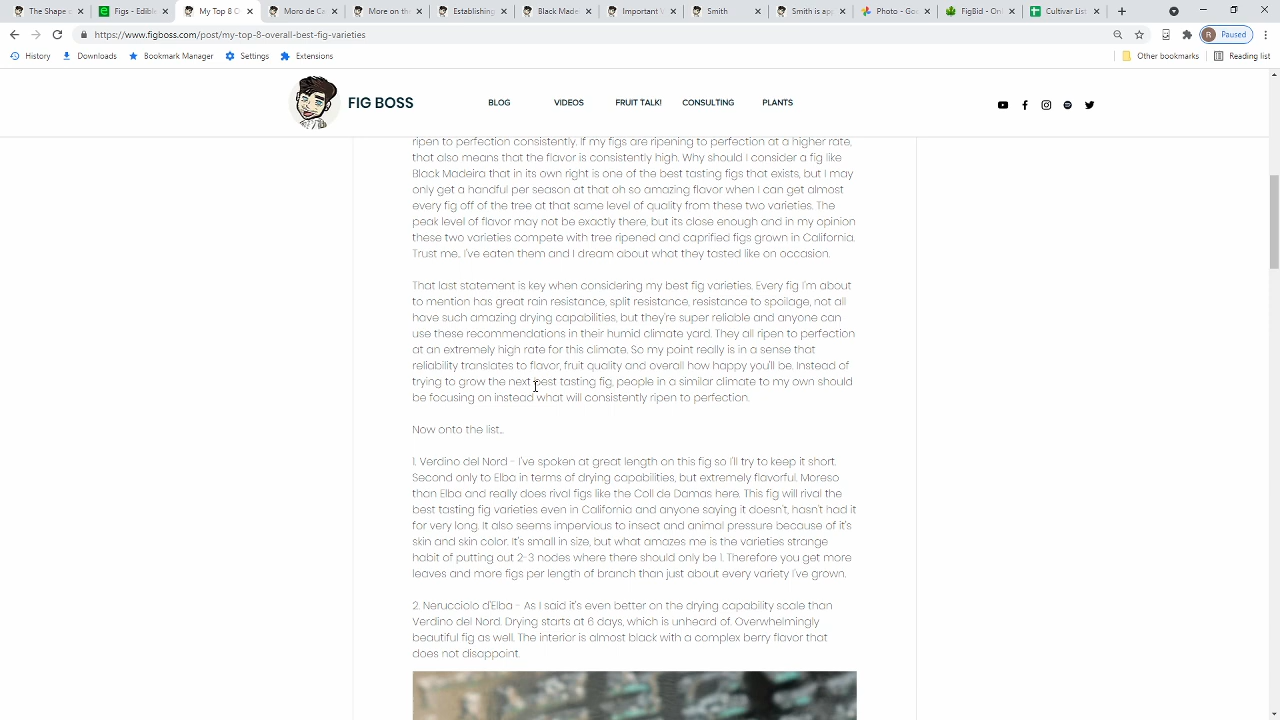 The Shape o
Figs - Edible
My Top 8 O
Moro de Ca
More on the
Establishing
Black Made
Important V
Smith
Smith is app
Photo - Goo
FigBid - Onl
Cultivar List
https://www.figboss.com/post/my-top-8-overall-best-fig-varieties
R Paused
History
Downloads
Bookmark Manager
Settings
Extensions
Other bookmarks
Reading list
FIG BOSS
BLOG
VIDEOS
FRUIT TALK!
CONSULTING
PLANTS
ripen to perfection consistently. If my figs are ripening to perfection at a higher rate,
that also means that the flavor is consistently high. Why should I consider a fig like
Black Madeira that in its own right is one of the best tasting figs that exists, but I may
only get a handful per season at that oh so amazing flavor when I can get almost
every fig off of the tree at that same level of quality from these two varieties. The
peak level of flavor may not be exactly there, but its close enough and in my opinion
these two varieties compete with tree ripened and caprified figs grown in California.
Trust me.. I've eaten them and I dream about what they tasted like on occasion.
That last statement is key when considering my best fig varieties. Every fig I'm about
to mention has great rain resistance, split resistance, resistance to spoilage, not all
have such amazing drying capabilities, but they're super reliable and anyone can
use these recommendations in their humid climate yard. They all ripen to perfection
at an extremely high rate for this climate. So my point really is in a sense that
reliability translates to flavor, fruit quality and overall how happy you'll be. Instead of
trying to grow the next best tasting fig, people in a similar climate to my own should
be focusing on instead what will consistently ripen to perfection.
Now onto the list...
1. Verdino del Nord - I've spoken at great length on this fig so I'll try to keep it short.
Second only to Elba in terms of drying capabilities, but extremely flavorful. Moreso
than Elba and really does rival figs like the Coll de Damas here. This fig will rival the
best tasting fig varieties even in California and anyone saying it doesn't, hasn't had it
for very long. It also seems impervious to insect and animal pressure because of it's
skin and skin color. It's small in size, but what amazes me is the varieties strange
habit of putting out 2-3 nodes where there should only be 1. Therefore you get more
leaves and more figs per length of branch than just about every variety I've grown.
2. Nerucciolo d'Elba - As I said it's even better on the drying capability scale than
Verdino del Nord. Drying starts at 6 days, which is unheard of. Overwhelmingly
beautiful fig as well. The interior is almost black with a complex berry flavor that
does not disappoint.